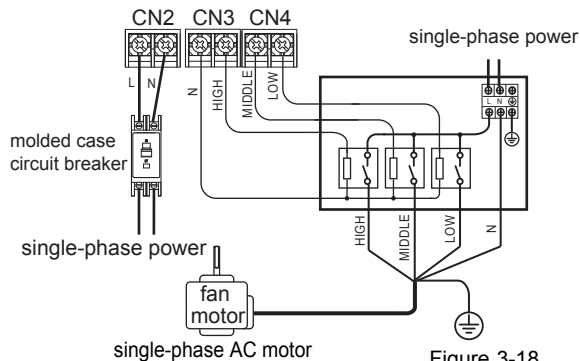 CN2 CN3 CN4
single-phase power
L N
N
HIGH
MIDDLE
LOW
L N
molded case
circuit breaker
HIGH
MIDDLE
LOW
N
single-phase power
fan
motor
single-phase AC motor
Figure 3-18